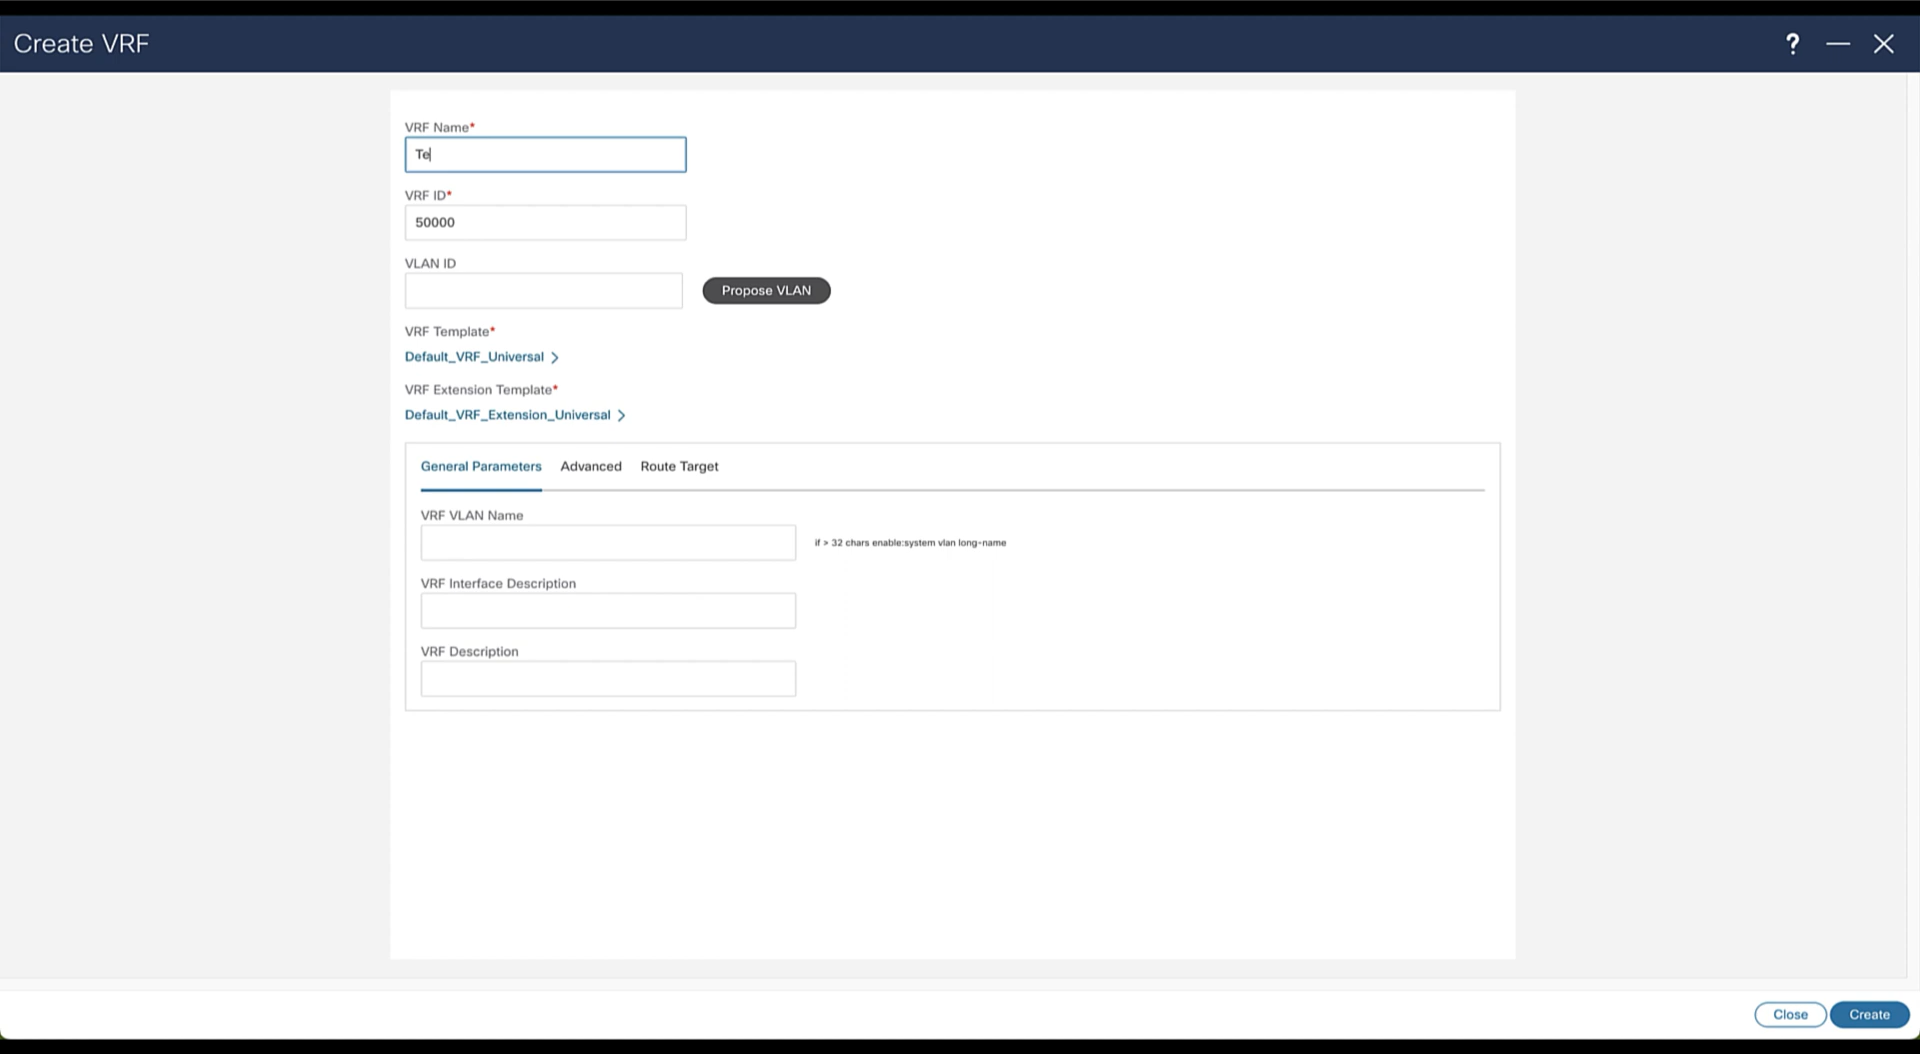 Create VRF
?
VRF Name*
Te
VRF ID*
50000
VLAN ID
Propose VLAN
VRF Template*
Default_VRF_Universal >
VRF Extension Template*
Default_VRF_Extension_Universal >
General Parameters Advanced Route Target
VRF VLAN Name
if > 32 chars enable:system vlan long-name
VRF Interface Description
VRF Description
Close Create